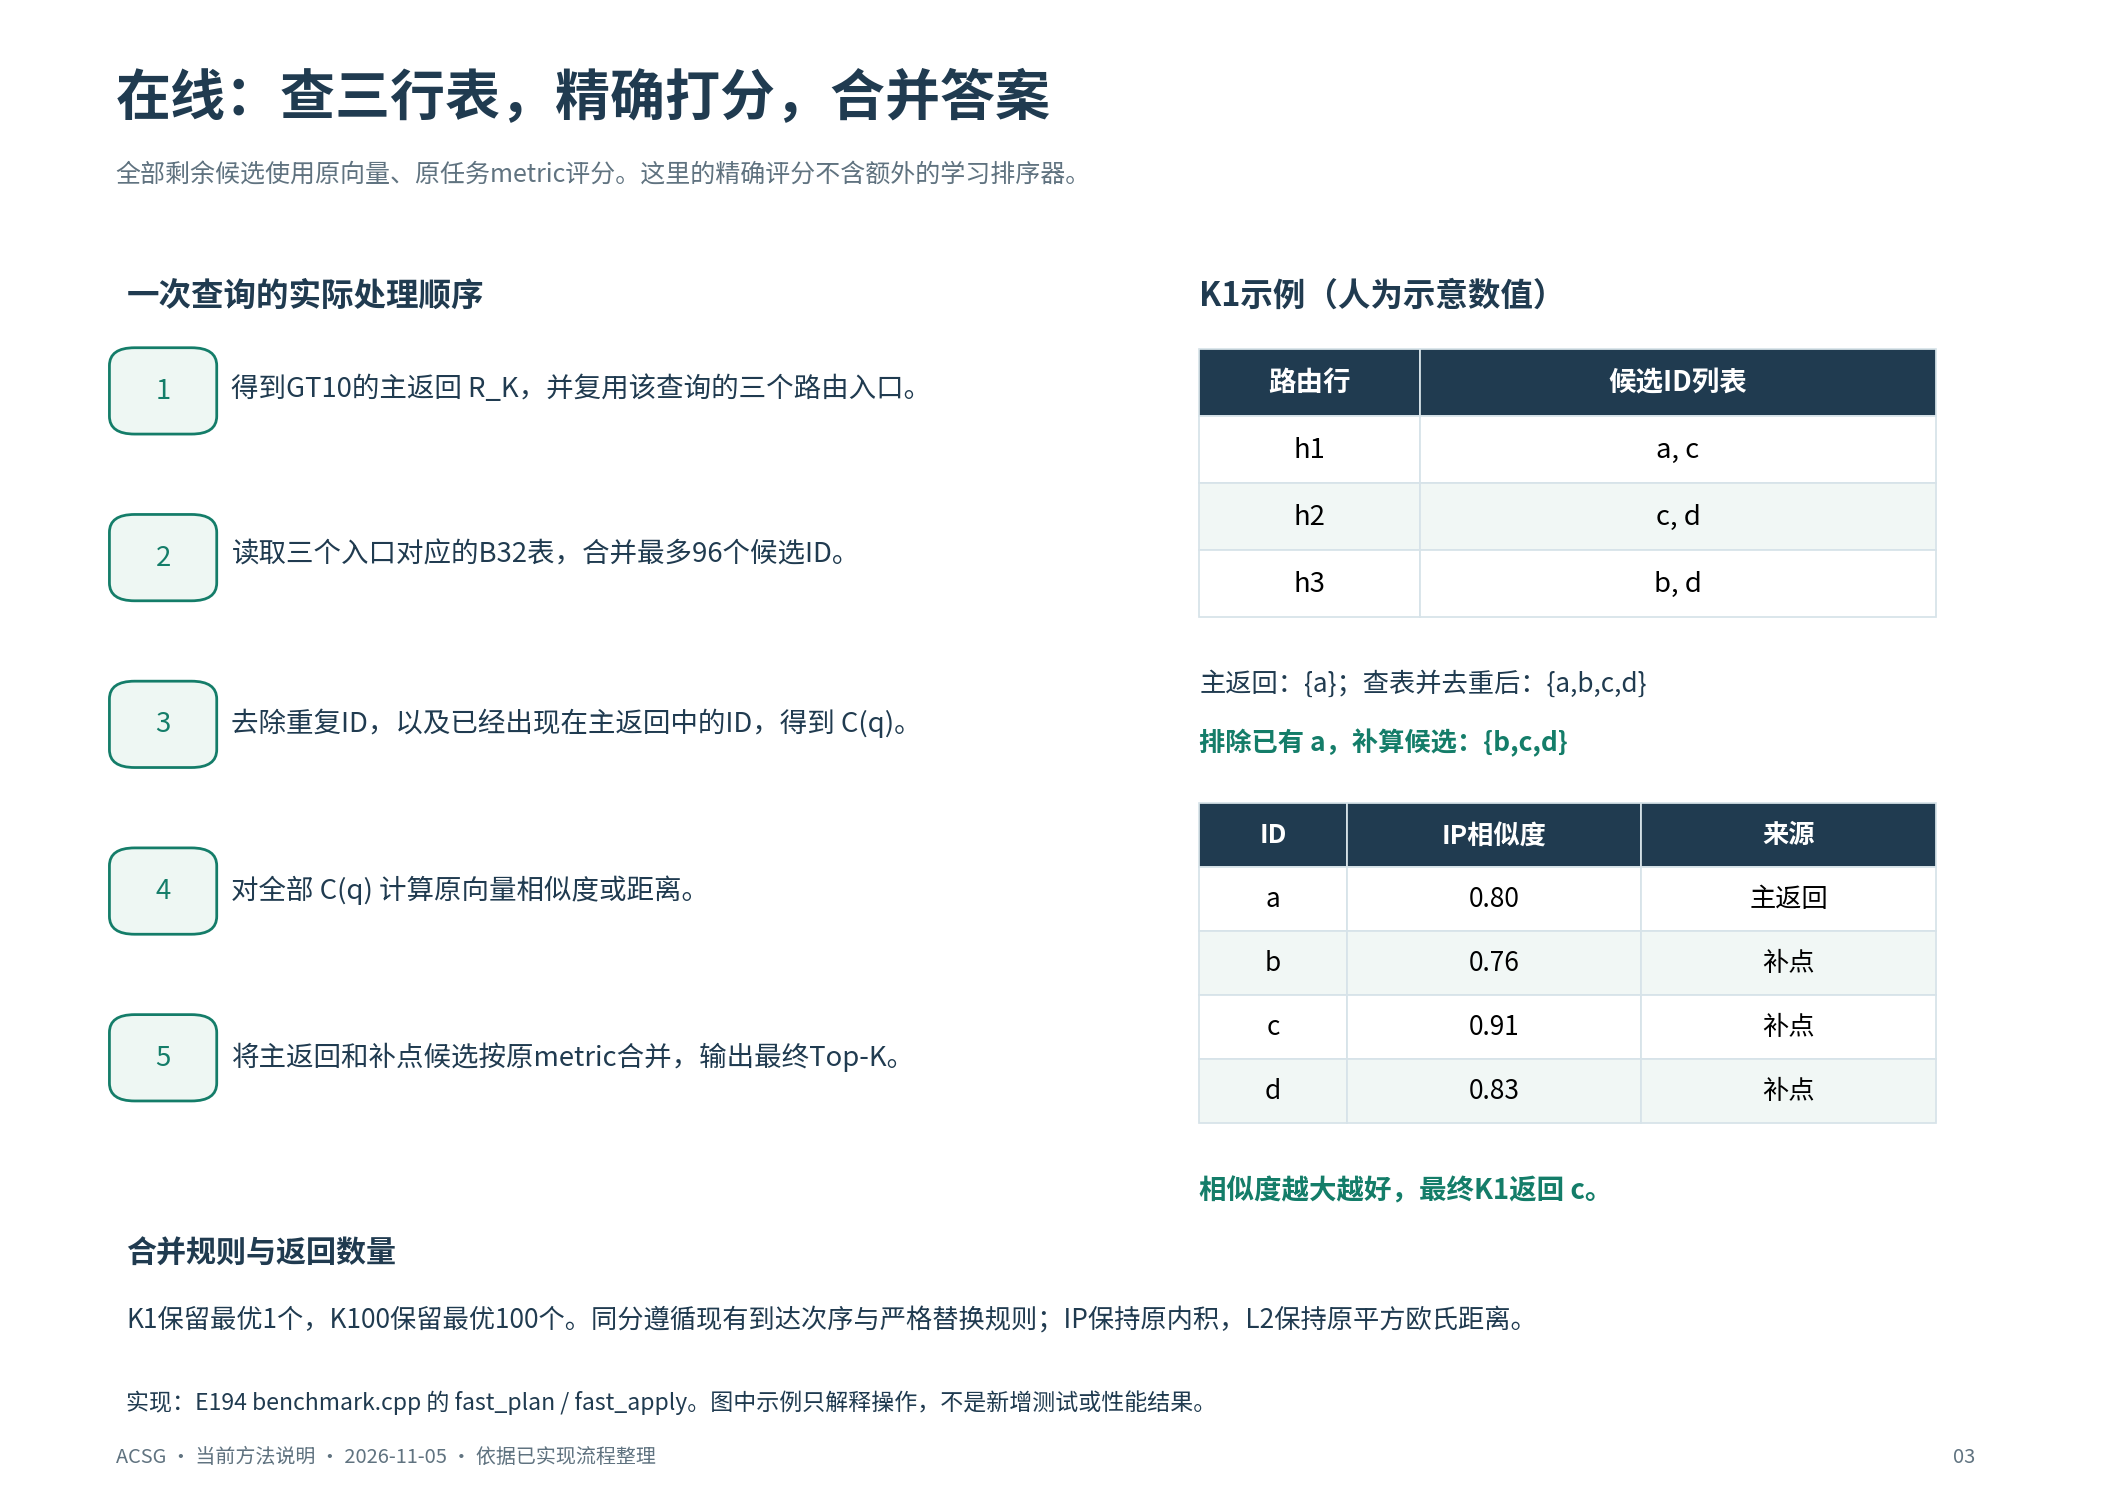 在线：查三行表，精确打分，合并答案
全部剩余候选使用原向量、原任务metric评分。这里的精确评分不含额外的学习排序器。
一次查询的实际处理顺序
1 得到GT10的主返回 R_K，并复用该查询的三个路由入口。
2 读取三个入口对应的B32表，合并最多96个候选ID。
3 去除重复ID，以及已经出现在主返回中的ID，得到 C(q)。
4 对全部 C(q) 计算原向量相似度或距离。
5 将主返回和补点候选按原metric合并，输出最终Top-K。
K1示例（人为示意数值）
路由行 候选ID列表
h1 a, c
h2 c, d
h3 b, d
主返回：{a}；查表并去重后：{a,b,c,d}
排除已有 a，补算候选：{b,c,d}
ID IP相似度 来源
a 0.80 主返回
b 0.76 补点
c 0.91 补点
d 0.83 补点
相似度越大越好，最终K1返回 c。
合并规则与返回数量
K1保留最优1个，K100保留最优100个。同分遵循现有到达次序与严格替换规则；IP保持原内积，L2保持原平方欧氏距离。
实现：E194 benchmark.cpp 的 fast_plan / fast_apply。图中示例只解释操作，不是新增测试或性能结果。
ACSG · 当前方法说明 · 2026-11-05 · 依据已实现流程整理
03